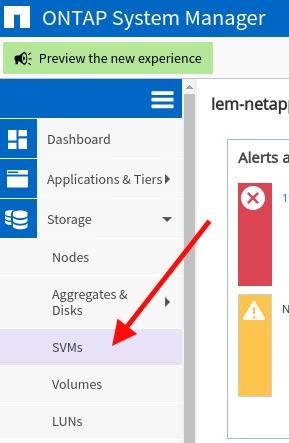 ONTAP System Manager
Preview the new experience
Dashboard
Applications & Tiers
Storage
Nodes
Aggregates &
Disks
SVMs
Volumes
LUNs
lem-netap
Alerts a
1
N